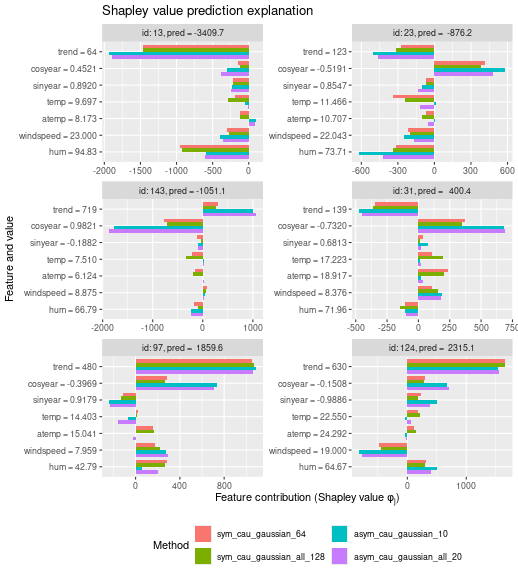 Shapley value prediction explanation
id: 13, pred = -3409.7
id: 23, pred = -876.2
trend = 64
cosyear = 0.4521
sinyear = 0.8920
temp = 9.697
atemp = 8.173
windspeed = 23.000
hum = 94.83
-2000
-1500
-1000
-500
0
trend = 123
cosyear = -0.5191
sinyear = 0.8547
temp = 11.466
atemp = 10.707
windspeed = 22.043
hum = 73.71
-600
-300
0
300
600
id: 143, pred = -1051.1
id: 31, pred = 400.4
trend = 719
cosyear = 0.9821
sinyear = -0.1882
temp = 7.510
atemp = 6.124
windspeed = 8.875
hum = 66.79
-2000
-1000
0
1000
trend = 139
cosyear = -0.7320
sinyear = 0.6813
temp = 17.223
atemp = 18.917
windspeed = 8.376
hum = 71.96
-500
-250
0
250
500
750
id: 97, pred = 1859.6
id: 124, pred = 2315.1
trend = 480
cosyear = -0.3969
sinyear = 0.9179
temp = 14.403
atemp = 15.041
windspeed = 7.959
hum = 42.79
0
400
800
trend = 630
cosyear = -0.1508
sinyear = -0.9886
temp = 22.550
atemp = 24.292
windspeed = 19.000
hum = 64.67
0
1000
Feature and value
Feature contribution (Shapley value φj)
Method
sym_cau_gaussian_64
sym_cau_gaussian_all_128
asym_cau_gaussian_10
asym_cau_gaussian_all_20